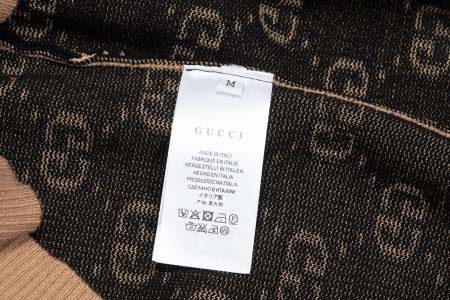 M
GUCCI
MADE IN ITALY
FABRIQUÉ EN ITALIE
HERGESTELLT IN ITALIEN
HECHO EN ITALIA
PRODUZIDO NA ITALIA
СДЕЛАНО В ИТАЛИИ
イタリア製
产地:意大利